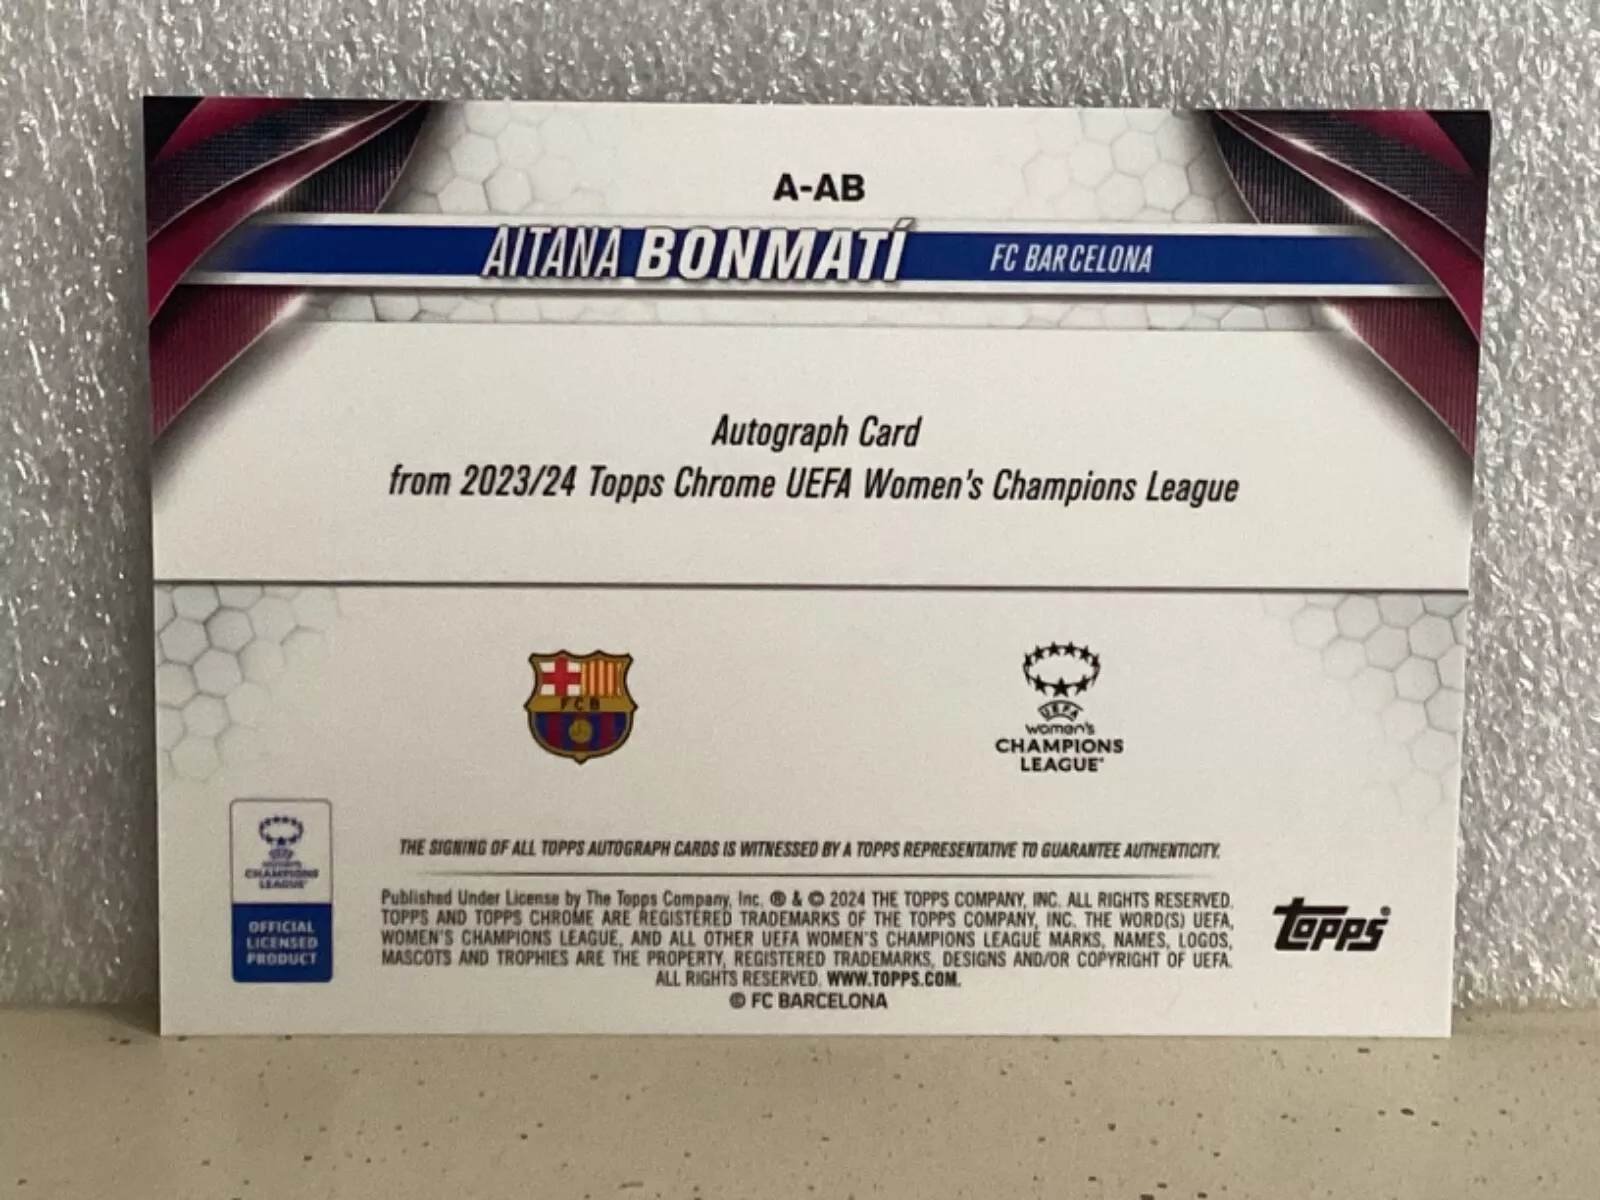 A-AB
AITANA BONMATÍ FC BARCELONA
Autograph Card
from 2023/24 Topps Chrome UEFA Women's Champions League
FCB
UEFA
women's
CHAMPIONS
LEAGUE
CHAMPIONS
LEAGUE
OFFICIAL
LICENSED
PRODUCT
THE SIGNING OF ALL TOPPS AUTOGRAPH CARDS IS WITNESSED BY A TOPPS REPRESENTATIVE TO GUARANTEE AUTHENTICITY.
Published Under License by The Topps Company, Inc. ® & © 2024 THE TOPPS COMPANY, INC. ALL RIGHTS RESERVED.
TOPPS AND TOPPS CHROME ARE REGISTERED TRADEMARKS OF THE TOPPS COMPANY, INC. THE WORD(S) UEFA,
WOMEN'S CHAMPIONS LEAGUE, AND ALL OTHER UEFA WOMEN'S CHAMPIONS LEAGUE MARKS, NAMES, LOGOS,
MASCOTS AND TROPHIES ARE THE PROPERTY, REGISTERED TRADEMARKS, DESIGNS AND/OR COPYRIGHT OF UEFA.
ALL RIGHTS RESERVED. WWW.TOPPS.COM.
© FC BARCELONA
topps®